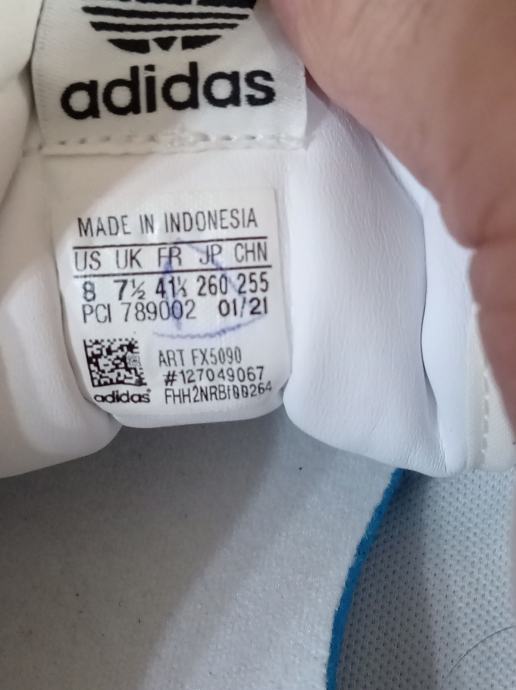 adidas
MADE IN INDONESIA
US UK FR JP CHN
8 7½ 41⅓ 260 255
PCI 789002 01/21
ART FX5090
#127049067
adidas